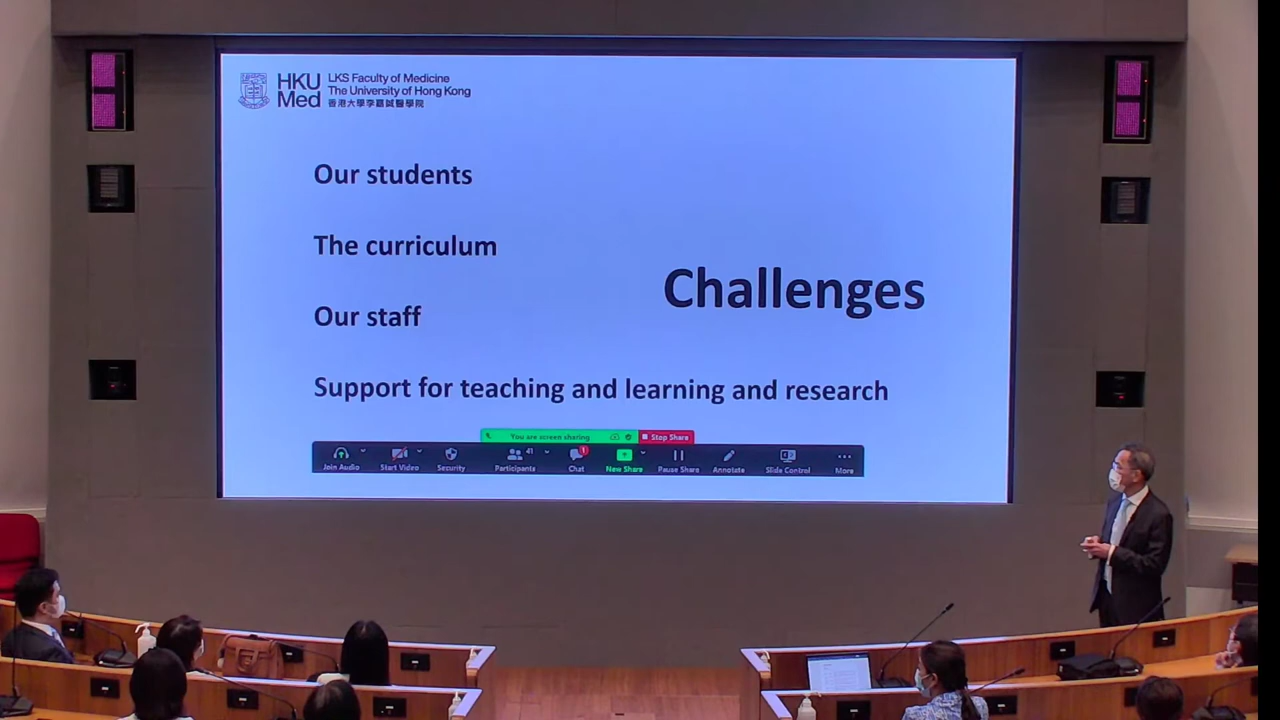 HKU
Med
LKS Faculty of Medicine
The University of Hong Kong
香港大學李嘉誠醫學院
Our students
The curriculum
Challenges
Our staff
Support for teaching and learning and research
You are screen sharing
Stop Share
Join Audio
Start Video
Security
Participants
41
Chat
1
New Share
Pause Share
Annotate
Slide Control
More